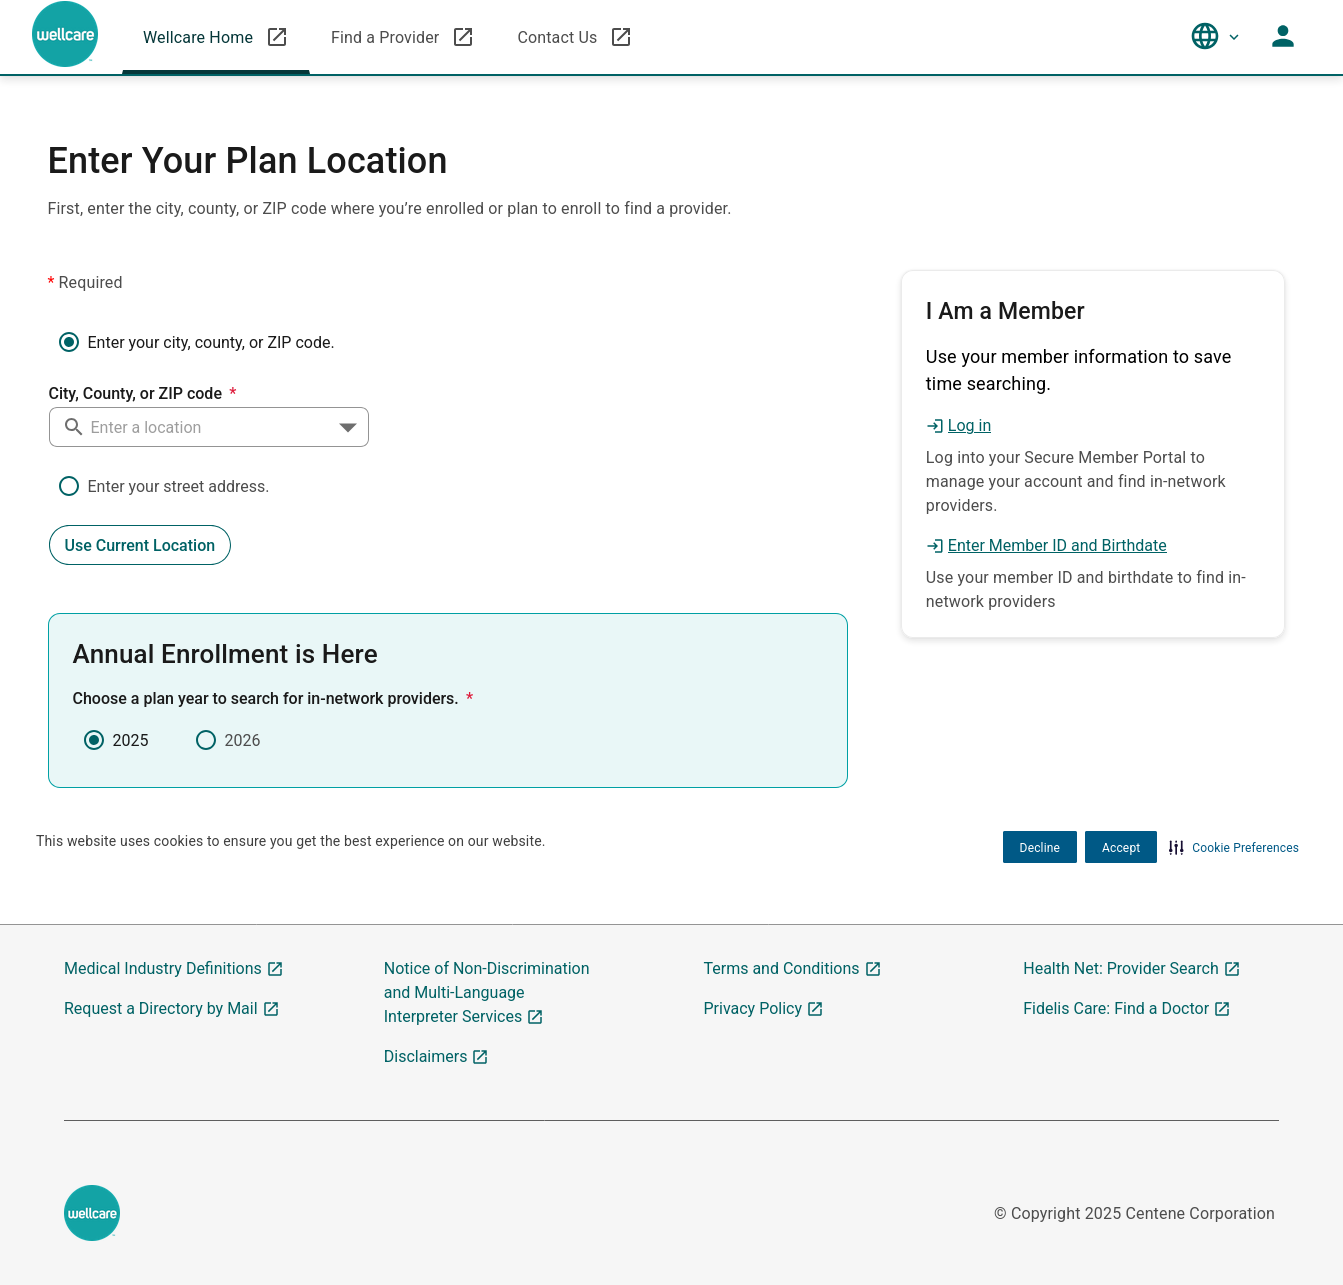 wellcare
Wellcare Home
Find a Provider
Contact Us
Enter Your Plan Location
First, enter the city, county, or ZIP code where you’re enrolled or plan to enroll to find a provider.
* Required
Enter your city, county, or ZIP code.
City, County, or ZIP code *
Enter a location
Enter your street address.
Use Current Location
Annual Enrollment is Here
Choose a plan year to search for in-network providers. *
2025
2026
I Am a Member
Use your member information to save
time searching.
Log in
Log into your Secure Member Portal to
manage your account and find in-network
providers.
Enter Member ID and Birthdate
Use your member ID and birthdate to find in-
network providers
This website uses cookies to ensure you get the best experience on our website.
Decline
Accept
Cookie Preferences
Medical Industry Definitions
Request a Directory by Mail
Notice of Non-Discrimination
and Multi-Language
Interpreter Services
Disclaimers
Terms and Conditions
Privacy Policy
Health Net: Provider Search
Fidelis Care: Find a Doctor
wellcare
© Copyright 2025 Centene Corporation